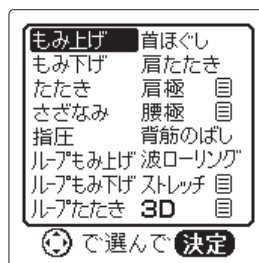 もみ上げ 首ほぐし
もみ下げ 肩たたき
たたき 肩極
さざなみ 腰極
指圧 背筋のばし
ループもみ上げ 波ローリング
ループもみ下げ ストレッチ
ループたたき 3D
で選んで 決定